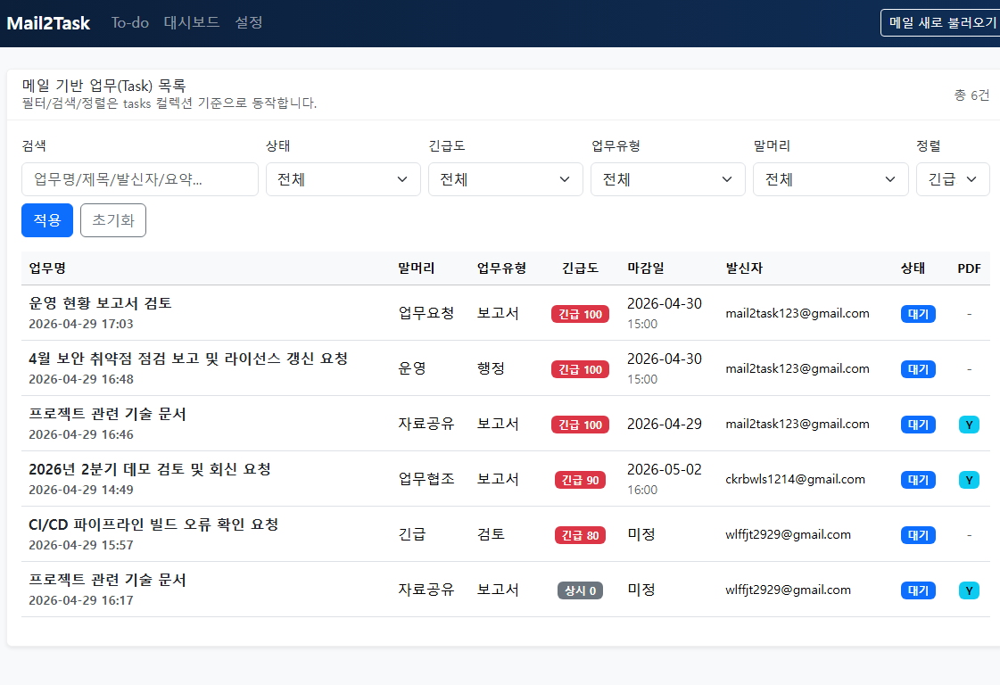 Mail2Task To-do 대시보드 설정 메일 새로 불러오기
메일 기반 업무(Task) 목록
필터/검색/정렬은 tasks 컬렉션 기준으로 동작합니다.
총 6건
검색 상태 긴급도 업무유형 말머리 정렬
업무명/제목/발신자/요약... 전체 전체 전체 전체 긴급
적용 초기화
업무명 말머리 업무유형 긴급도 마감일 발신자 상태 PDF
운영 현황 보고서 검토
2026-04-29 17:03
업무요청 보고서 긴급 100
2026-04-30
15:00
mail2task123@gmail.com 대기 -
4월 보안 취약점 점검 보고 및 라이선스 갱신 요청
2026-04-29 16:48
운영 행정 긴급 100
2026-04-30
15:00
mail2task123@gmail.com 대기 -
프로젝트 관련 기술 문서
2026-04-29 16:46
자료공유 보고서 긴급 100 2026-04-29 mail2task123@gmail.com 대기 Y
2026년 2분기 데모 검토 및 회신 요청
2026-04-29 14:49
업무협조 보고서 긴급 90
2026-05-02
16:00
ckrbwls1214@gmail.com 대기 Y
CI/CD 파이프라인 빌드 오류 확인 요청
2026-04-29 15:57
긴급 검토 긴급 80 미정 wlffjt2929@gmail.com 대기 -
프로젝트 관련 기술 문서
2026-04-29 16:17
자료공유 보고서 상시 0 미정 wlffjt2929@gmail.com 대기 Y